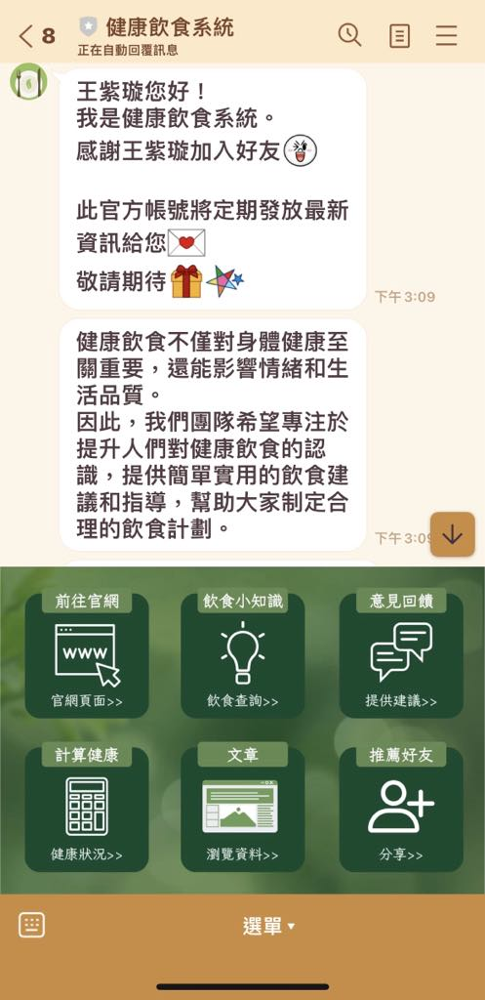 8
健康飲食系統
正在自動回覆訊息
王紫璇您好！
我是健康飲食系統。
感謝王紫璇加入好友
此官方帳號將定期發放最新
資訊給您
敬請期待
下午3:09
健康飲食不僅對身體健康至
關重要，還能影響情緒和生
活品質。
因此，我們團隊希望專注於
提升人們對健康飲食的認
識，提供簡單實用的飲食建
議和指導，幫助大家制定合
理的飲食計劃。
下午3:09
前往官網
飲食小知識
意見回饋
WWW
官網頁面>>
飲食查詢>>
提供建議>>
計算健康
文章
推薦好友
健康狀況>>
瀏覽資料>>
分享>>
選單